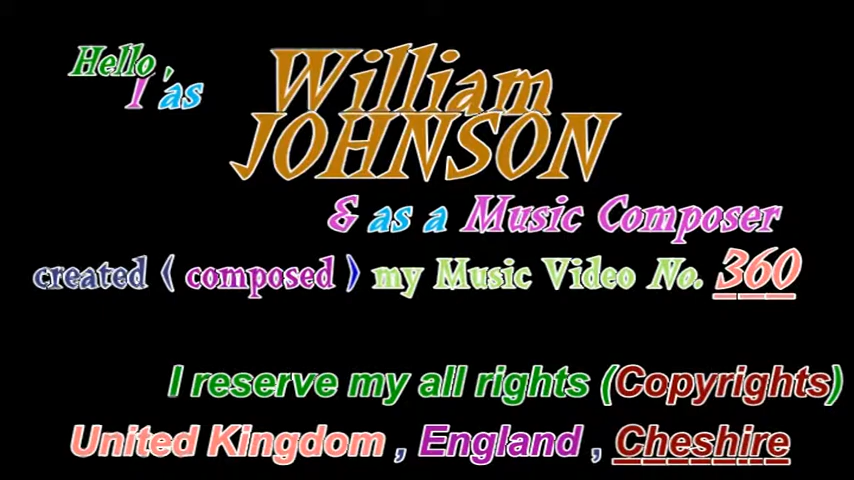 Hello ,
I as
William
JOHNSON
& as a Music Composer
created ( composed ) my Music Video No. 360
I reserve my all rights (Copyrights)
United Kingdom , England , Cheshire